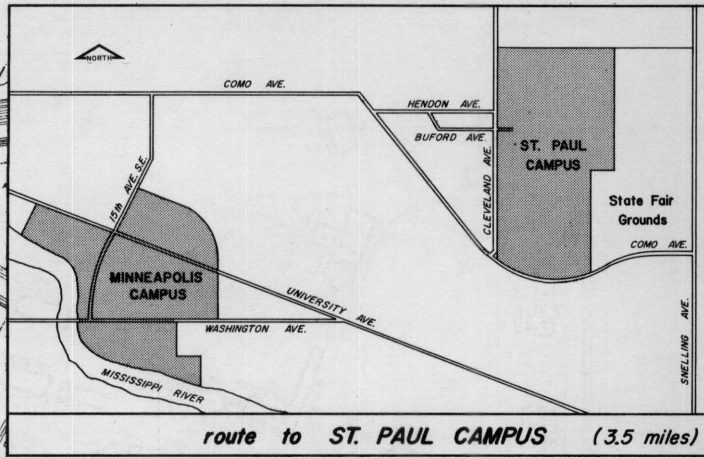 NORTH
COMO AVE.
HENDON AVE.
BUFORD AVE.
ST. PAUL
CAMPUS
15th AVE. S.E.
CLEVELAND AVE.
State Fair
Grounds
COMO AVE.
MINNEAPOLIS
CAMPUS
UNIVERSITY AVE.
WASHINGTON AVE.
SNELLING AVE.
MISSISSIPPI RIVER
route to ST. PAUL CAMPUS (3.5 miles)